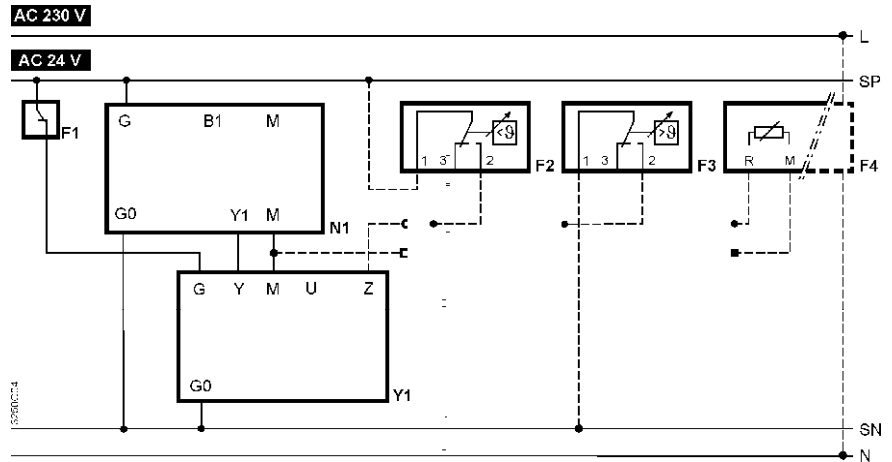 AC 230 V
L
AC 24 V
SP
F1
G B1 M
G0 Y1 M
N1
<ϑ
1 3 2
F2
>ϑ
1 3 2
F3
R M
F4
G Y M U Z
G0
Y1
SN
N